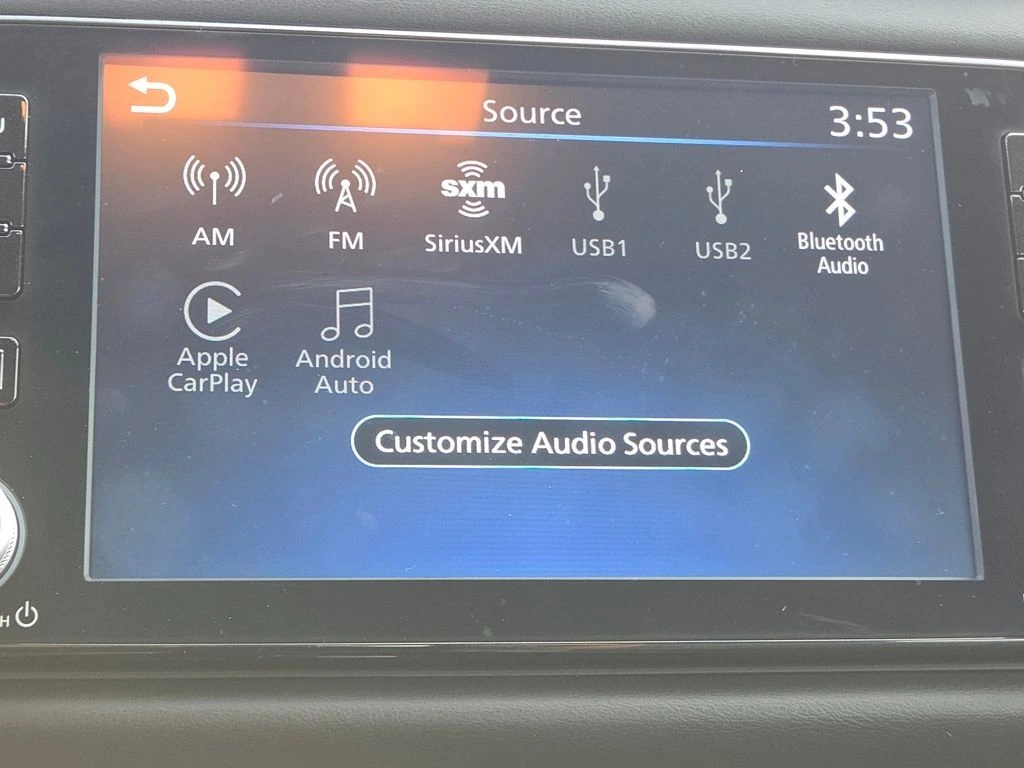 Source
3:53
sxm
AM
FM
SiriusXM
USB1
USB2
Bluetooth
Audio
Apple
CarPlay
Android
Auto
Customize Audio Sources